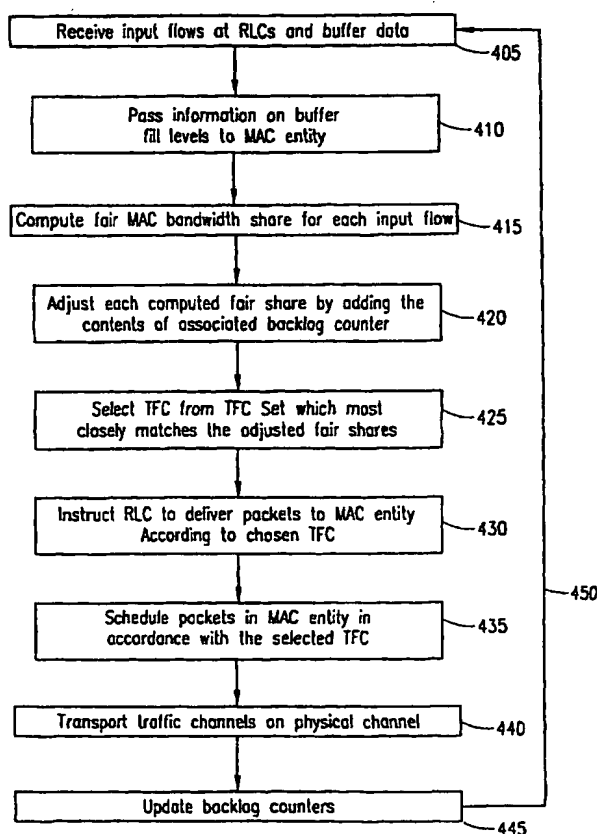 Receive input flows at RLCs and buffer data
405
Pass information on buffer
fill levels to MAC entity
410
Compute fair MAC bandwidth share for each input flow
415
Adjust each computed fair share by adding the
contents of associated backlog counter
420
Select TFC from TFC Set which most
closely matches the adjusted fair shares
425
Instruct RLC to deliver packets to MAC entity
According to chosen TFC
430
450
Schedule packets in MAC entity in
accordance with the selected TFC
435
Transport traffic channels on physical channel
440
Update backlog counters
445